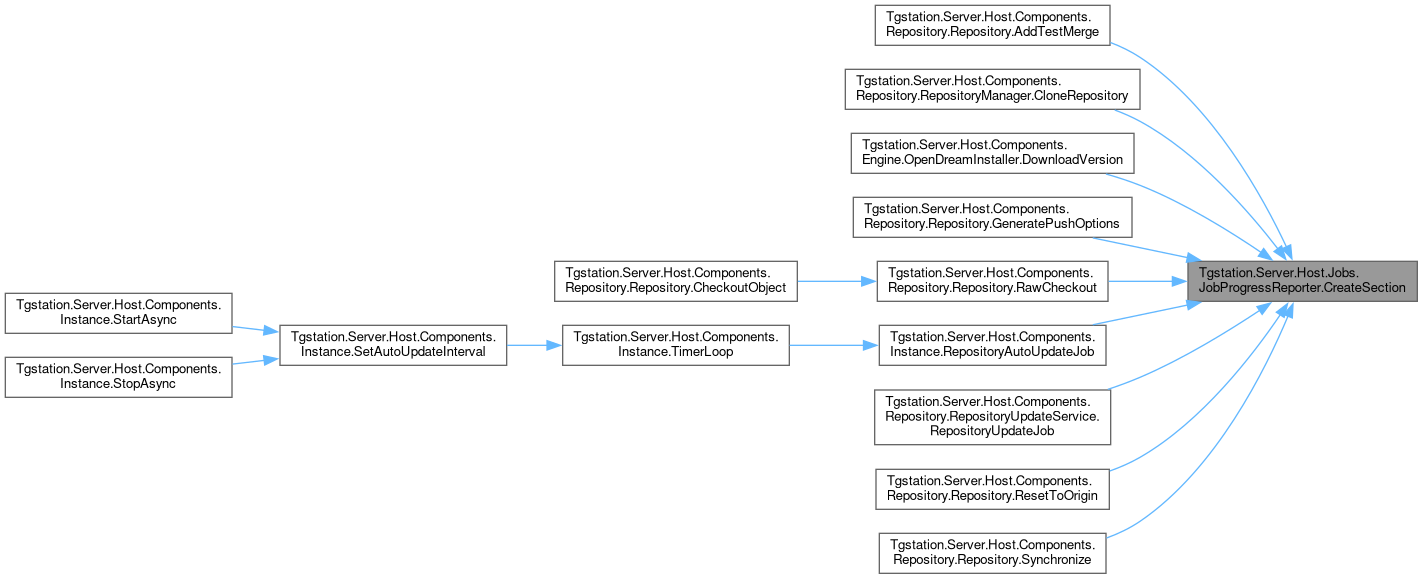 Tgstation.Server.Host.Components.
Repository.Repository.AddTestMerge
Tgstation.Server.Host.Components.
Repository.RepositoryManager.CloneRepository
Tgstation.Server.Host.Components.
Engine.OpenDreamInstaller.DownloadVersion
Tgstation.Server.Host.Components.
Repository.Repository.GeneratePushOptions
Tgstation.Server.Host.Jobs.
JobProgressReporter.CreateSection
Tgstation.Server.Host.Components.
Repository.Repository.RawCheckout
Tgstation.Server.Host.Components.
Repository.Repository.CheckoutObject
Tgstation.Server.Host.Components.
Instance.RepositoryAutoUpdateJob
Tgstation.Server.Host.Components.
Instance.TimerLoop
Tgstation.Server.Host.Components.
Instance.SetAutoUpdateInterval
Tgstation.Server.Host.Components.
Instance.StartAsync
Tgstation.Server.Host.Components.
Instance.StopAsync
Tgstation.Server.Host.Components.
Repository.RepositoryUpdateService.
RepositoryUpdateJob
Tgstation.Server.Host.Components.
Repository.Repository.ResetToOrigin
Tgstation.Server.Host.Components.
Repository.Repository.Synchronize